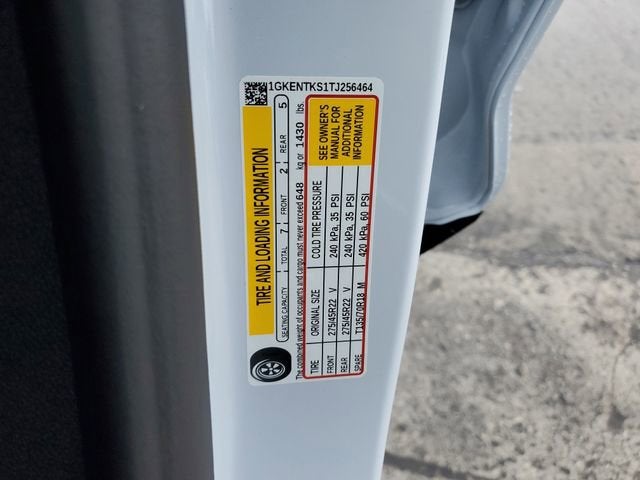 1GKENTKS1TJ256464
TIRE AND LOADING INFORMATION
SEATING CAPACITY TOTAL 7 FRONT 2 REAR 5
The combined weight of occupants and cargo must never exceed 648 kg or 1430 lbs.
TIRE ORIGINAL SIZE COLD TIRE PRESSURE
FRONT 275/45R22 V 240 kPa, 35 PSI
REAR 275/45R22 V 240 kPa, 35 PSI
SPARE T135/70R18 M 420 kPa, 60 PSI
SEE OWNER'S
MANUAL FOR
ADDITIONAL
INFORMATION